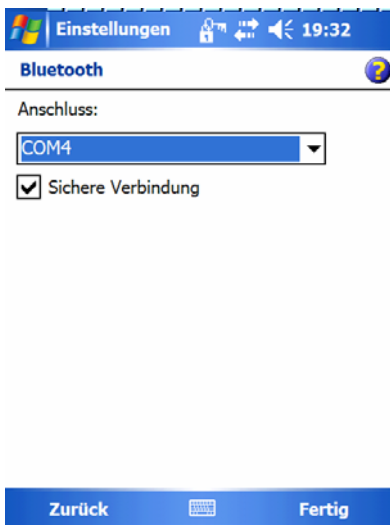 Einstellungen 19:32
Bluetooth
Anschluss:
COM4
Sichere Verbindung
Zurück Fertig